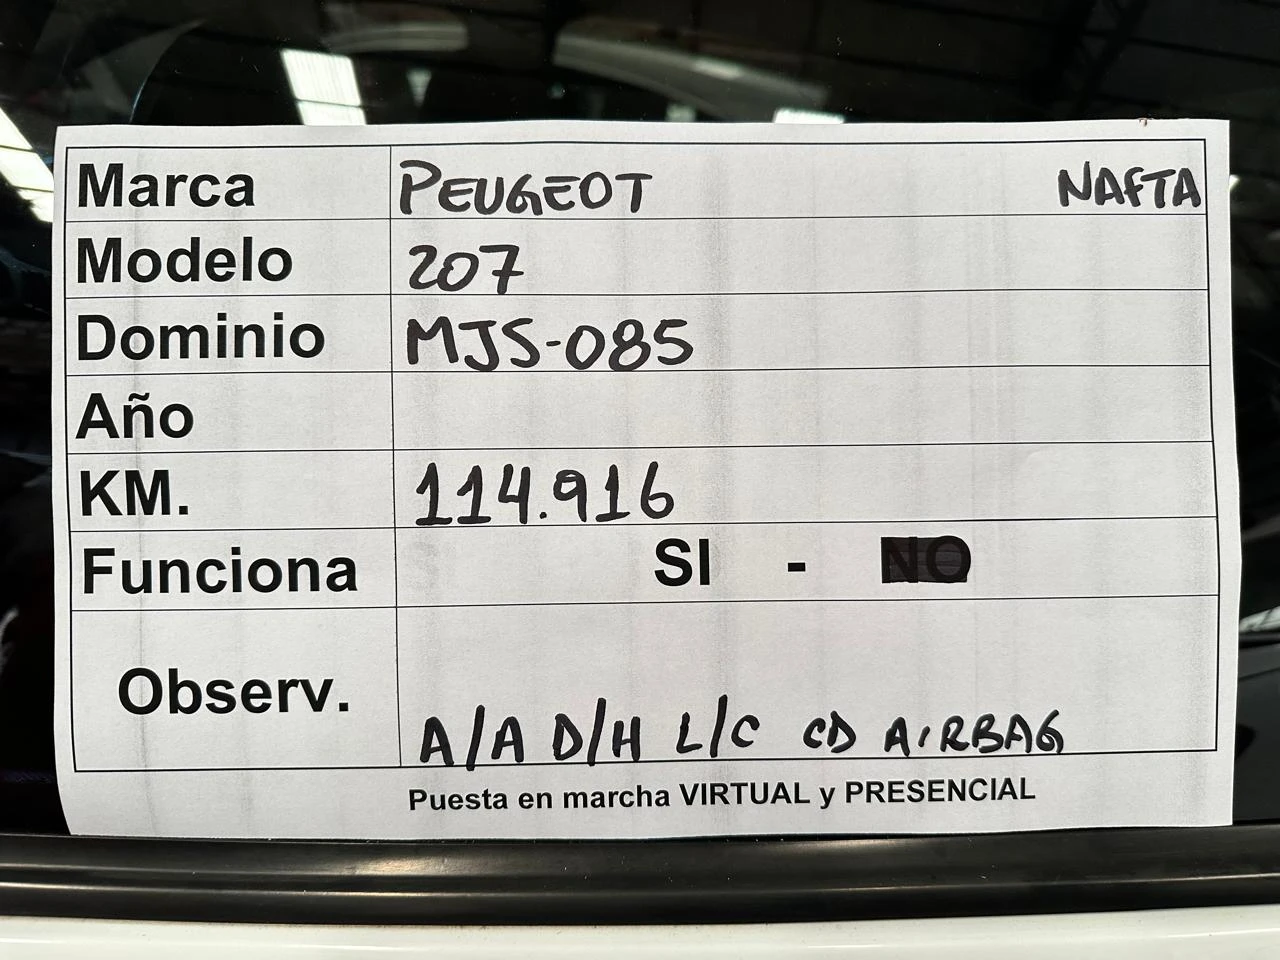 Marca PEUGEOT NAFTA
Modelo 207
Dominio MJS-085
Año
KM. 114.916
Funciona SI - NO
Observ. A/A D/H L/C CD AIRBAG
Puesta en marcha VIRTUAL y PRESENCIAL